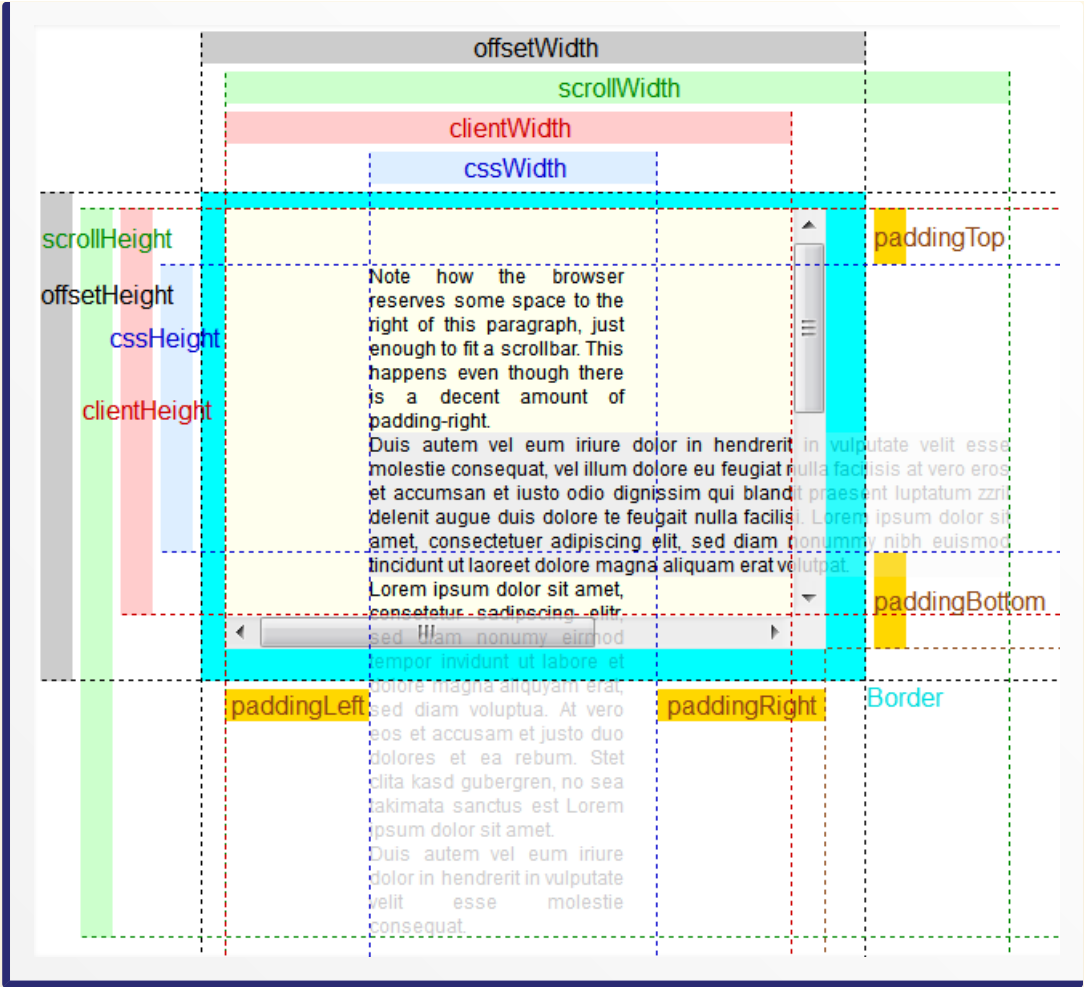 offsetWidth
scrollWidth
clientWidth
cssWidth
scrollHeight
offsetHeight
cssHeight
clientHeight
paddingTop
Note how the browser
reserves some space to the
right of this paragraph, just
enough to fit a scrollbar. This
happens even though there
is a decent amount of
padding-right.
Duis autem vel eum iriure dolor in hendrerit in vulputate velit esse
molestie consequat, vel illum dolore eu feugiat nulla facilisis at vero eros
et accumsan et iusto odio dignissim qui blandit praesent luptatum zzril
delenit augue duis dolore te feugait nulla facilisi. Lorem ipsum dolor sit
amet, consectetuer adipiscing elit, sed diam nonummy nibh euismod
tincidunt ut laoreet dolore magna aliquam erat volutpat.
Lorem ipsum dolor sit amet,
consetetur sadipscing elitr,
sed diam nonumy eirmod
tempor invidunt ut labore et
dolore magna aliquyam erat,
sed diam voluptua. At vero
eos et accusam et justo duo
dolores et ea rebum. Stet
clita kasd gubergren, no sea
takimata sanctus est Lorem
ipsum dolor sit amet.
Duis autem vel eum iriure
dolor in hendrerit in vulputate
velit esse molestie
consequat.
paddingBottom
paddingLeft
paddingRight
Border